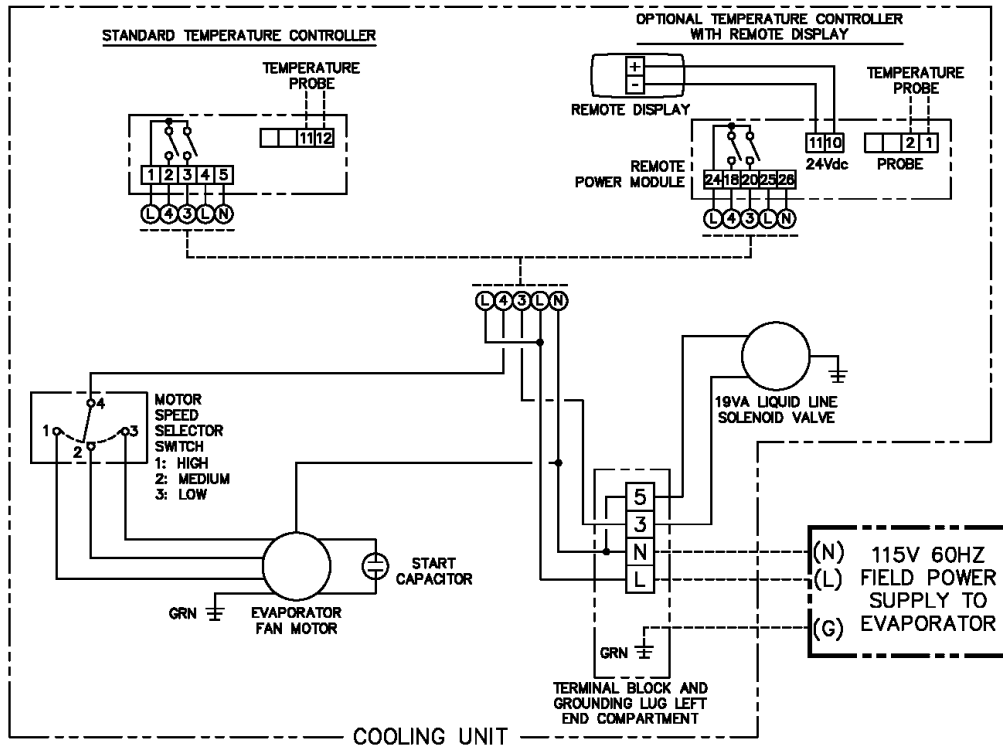 STANDARD TEMPERATURE CONTROLLER
TEMPERATURE
PROBE
11 12
1 2 3 4 5
L 4 3 L N
OPTIONAL TEMPERATURE CONTROLLER
WITH REMOTE DISPLAY
+
-
REMOTE DISPLAY
TEMPERATURE
PROBE
11 10
24Vdc
2 1
PROBE
REMOTE
POWER MODULE
24 18 20 25 26
L 4 3 L N
L 4 3 L N
19VA LIQUID LINE
SOLENOID VALVE
4
1
2
3
MOTOR
SPEED
SELECTOR
SWITCH
1: HIGH
2: MEDIUM
3: LOW
START
CAPACITOR
GRN
EVAPORATOR
FAN MOTOR
5
3
N
L
GRN
TERMINAL BLOCK AND
GROUNDING LUG LEFT
END COMPARTMENT
(N)
(L)
(G)
115V 60HZ
FIELD POWER
SUPPLY TO
EVAPORATOR
COOLING UNIT